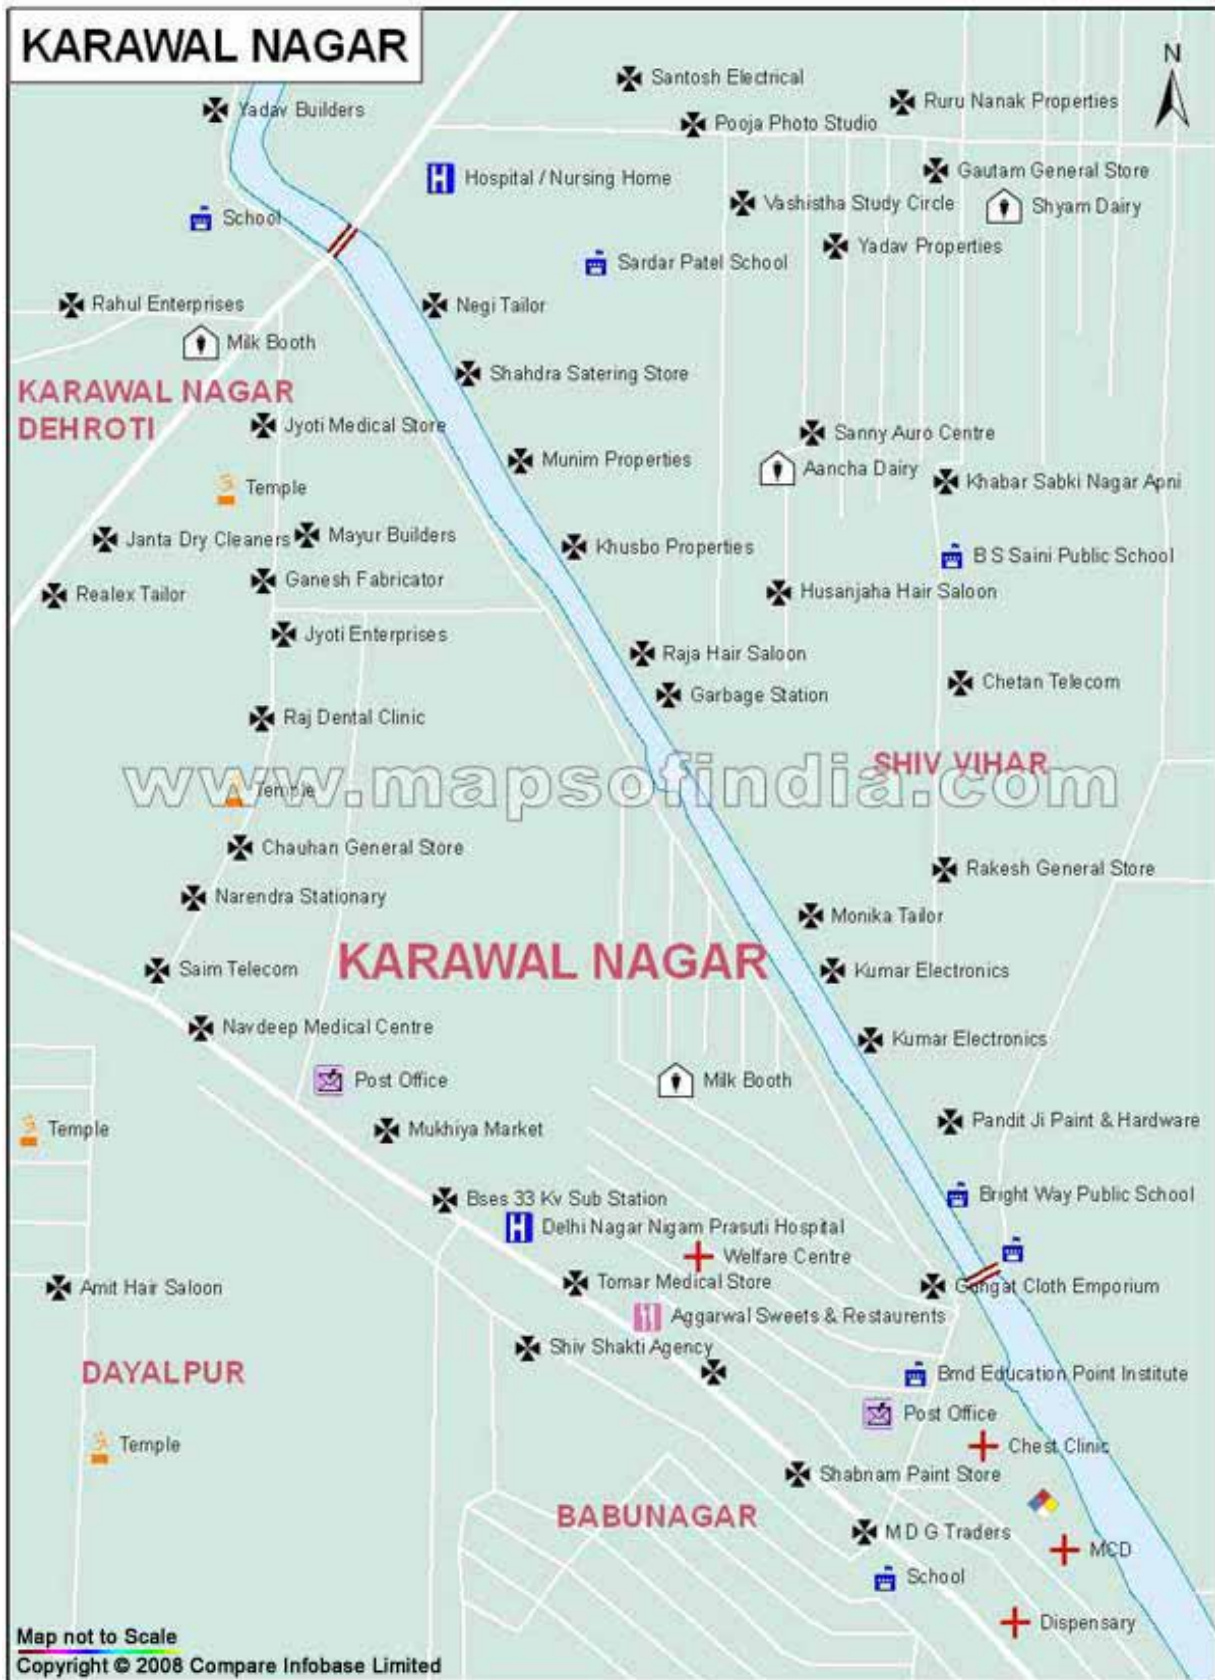 KARAWAL NAGAR
N
Santosh Electrical
Yadav Builders
Ruru Nanak Properties
Pooja Photo Studio
Gautam General Store
Hospital / Nursing Home
Vashistha Study Circle
Shyam Dairy
School
Yadav Properties
Sardar Patel School
Rahul Enterprises
Negi Tailor
Milk Booth
Shahdra Satering Store
KARAWAL NAGAR
DEHROTI
Jyoti Medical Store
Sanny Auro Centre
Munim Properties
Aancha Dairy
Khabar Sabki Nagar Apni
Temple
Janta Dry Cleaners
Mayur Builders
Khusbo Properties
B S Saini Public School
Ganesh Fabricator
Realex Tailor
Husanjaha Hair Saloon
Jyoti Enterprises
Raja Hair Saloon
Garbage Station
Chetan Telecom
Raj Dental Clinic
SHIV VIHAR
www.mapsofindia.com
Temple
Chauhan General Store
Rakesh General Store
Narendra Stationary
Monika Tailor
KARAWAL NAGAR
Saim Telecom
Kumar Electronics
Navdeep Medical Centre
Kumar Electronics
Post Office
Milk Booth
Temple
Mukhiya Market
Pandit Ji Paint & Hardware
Bses 33 Kv Sub Station
Bright Way Public School
Delhi Nagar Nigam Prasuti Hospital
Welfare Centre
Amit Hair Saloon
Tomar Medical Store
Gungat Cloth Emporium
Aggarwal Sweets & Restaurents
Shiv Shakti Agency
DAYALPUR
Bmd Education Point Institute
Post Office
Temple
Chest Clinic
Shabnam Paint Store
BABUNAGAR
M D G Traders
MCD
School
Dispensary
Map not to Scale
Copyright © 2008 Compare Infobase Limited